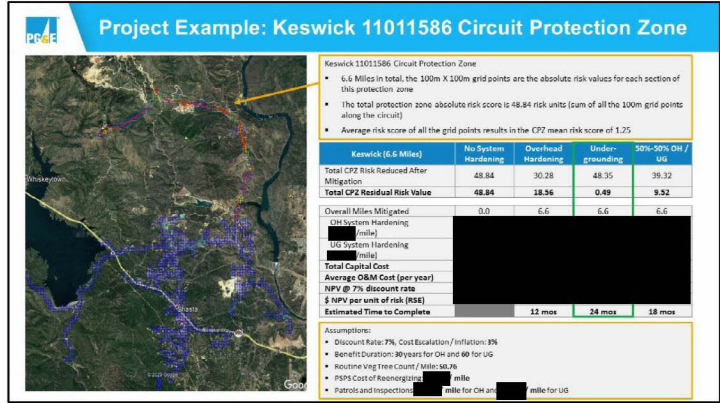 PG&E
Project Example: Keswick 11011586 Circuit Protection Zone
Keswick 11011586 Circuit Protection Zone
▪ 6.6 Miles in total, the 100m X 100m grid points are the absolute risk values for each section of
this protection zone
▪ The total protection zone absolute risk score is 48.84 risk units (sum of all the 100m grid points
along the circuit)
▪ Average risk score of all the grid points results in the CPZ mean risk score of 1.25
Keswick (6.6 Miles) No System Hardening Overhead Hardening Under-grounding 50%-50% OH / UG
Total CPZ Risk Reduced After Mitigation 48.84 30.28 48.35 39.32
Total CPZ Residual Risk Value 48.84 18.56 0.49 9.52
Overall Miles Mitigated 0.0 6.6 6.6 6.6
OH System Hardening
/mile)
UG System Hardening
/mile)
Total Capital Cost
Average O&M Cost (per year)
NPV @ 7% discount rate
$ NPV per unit of risk (RSE)
Estimated Time to Complete 12 mos 24 mos 18 mos
Assumptions:
▪ Discount Rate: 7%, Cost Escalation / Inflation: 3%
▪ Benefit Duration: 30 years for OH and 60 for UG
▪ Routine Veg Tree Count / Mile: 50.76
▪ PSPS Cost of Reenergizing / mile
▪ Patrols and Inspections mile for OH and / mile for UG
Whiskeytown
Shasta
Goog